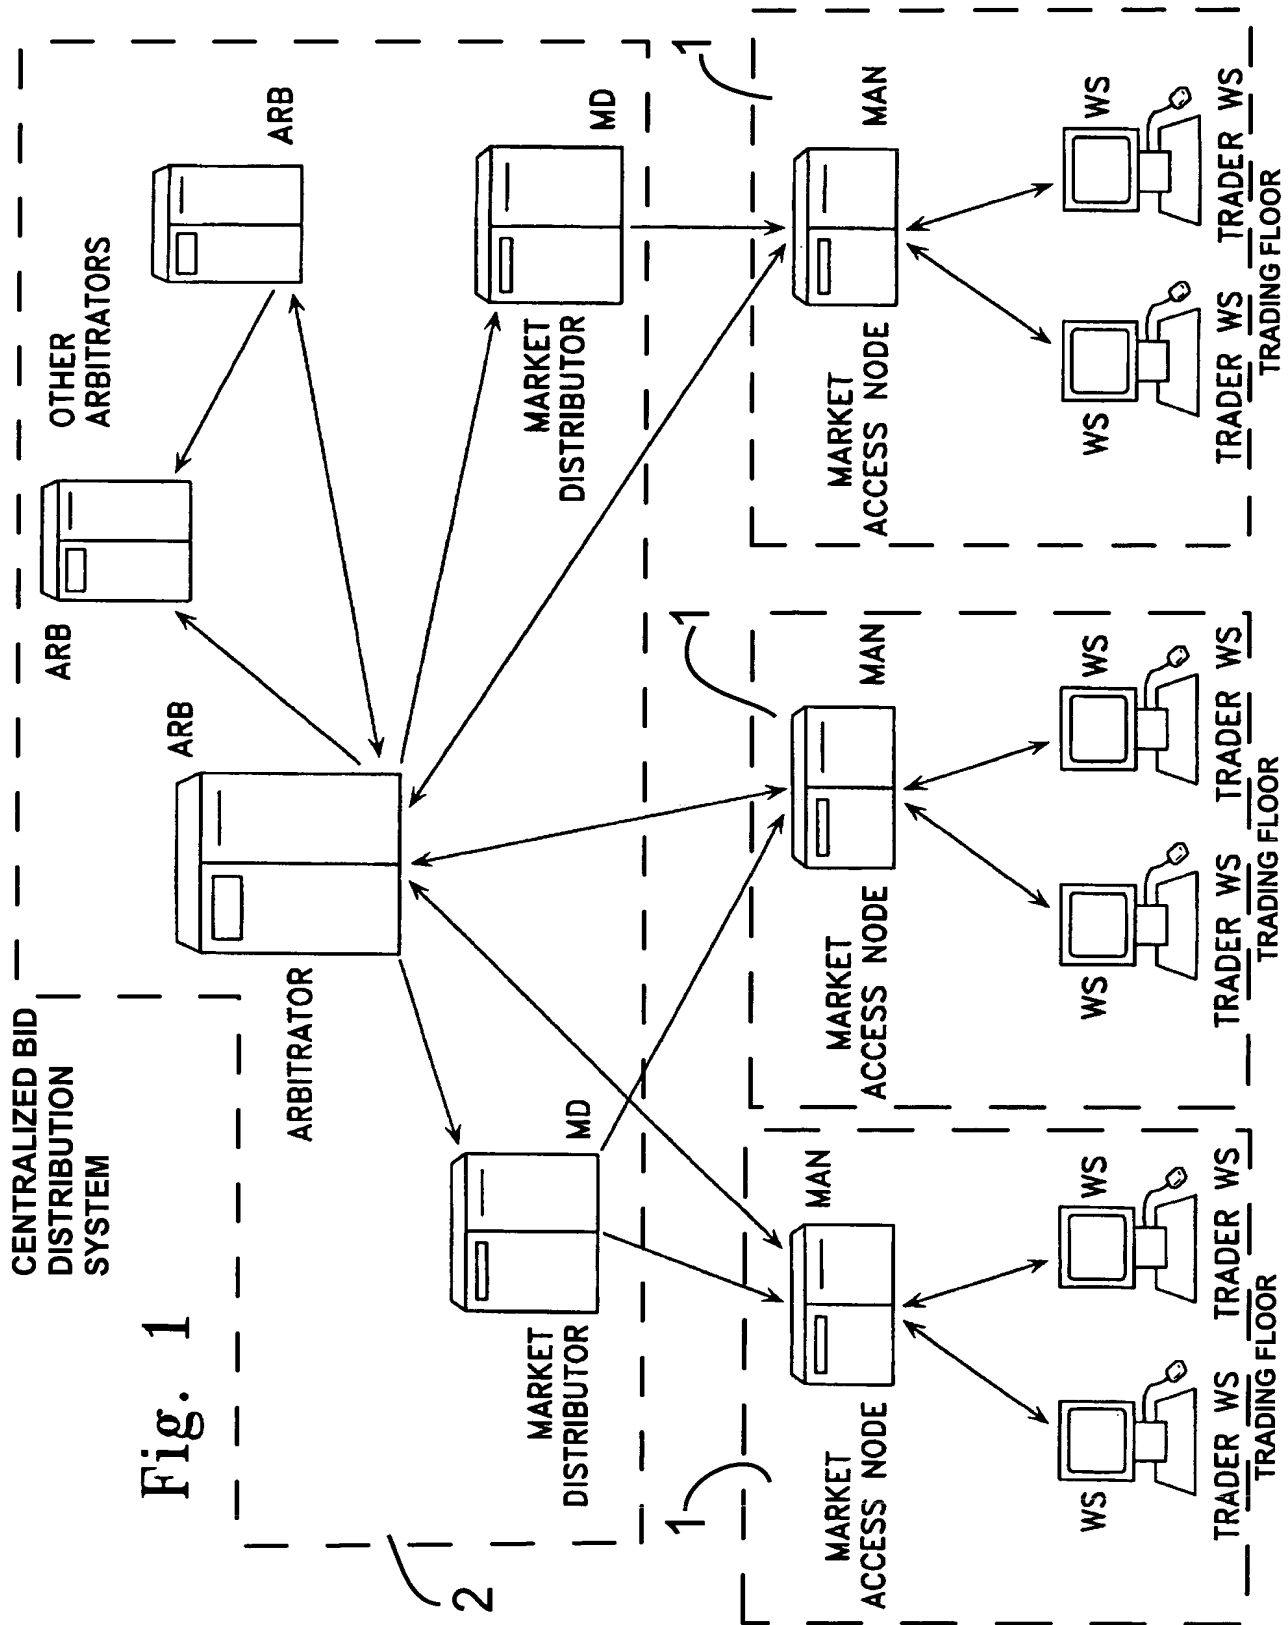 Fig. 1
CENTRALIZED BID
DISTRIBUTION
SYSTEM
2
ARB
OTHER
ARBITRATORS
ARB
ARB
ARBITRATOR
MARKET
DISTRIBUTOR
MD
MARKET
DISTRIBUTOR
MD
1
1
1
MARKET
ACCESS NODE
MAN
MARKET
ACCESS NODE
MAN
MARKET
ACCESS NODE
MAN
WS
WS
WS
WS
WS
WS
TRADER WS
TRADER WS
TRADER WS
TRADER WS
TRADER WS
TRADER WS
TRADING FLOOR
TRADING FLOOR
TRADING FLOOR